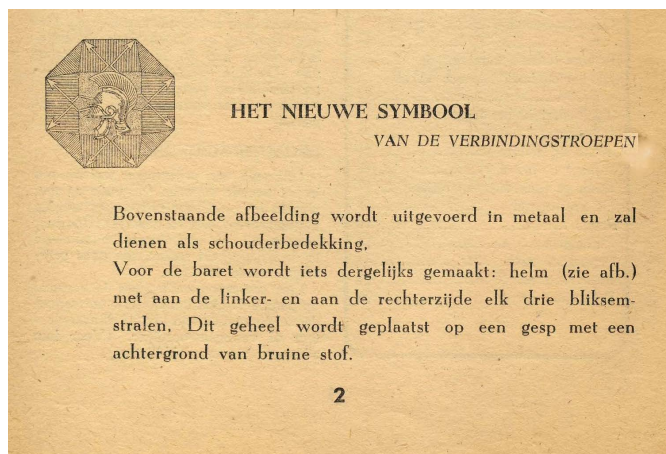 HET NIEUWE SYMBOOL
VAN DE VERBINDINGSTROEPEN
Bovenstaande afbeelding wordt uitgevoerd in metaal en zal
dienen als schouderbedekking,
Voor de baret wordt iets dergelijks gemaakt: helm (zie afb.)
met aan de linker- en aan de rechterzijde elk drie bliksem-
stralen, Dit geheel wordt geplaatst op een gesp met een
achtergrond van bruine stof.
2